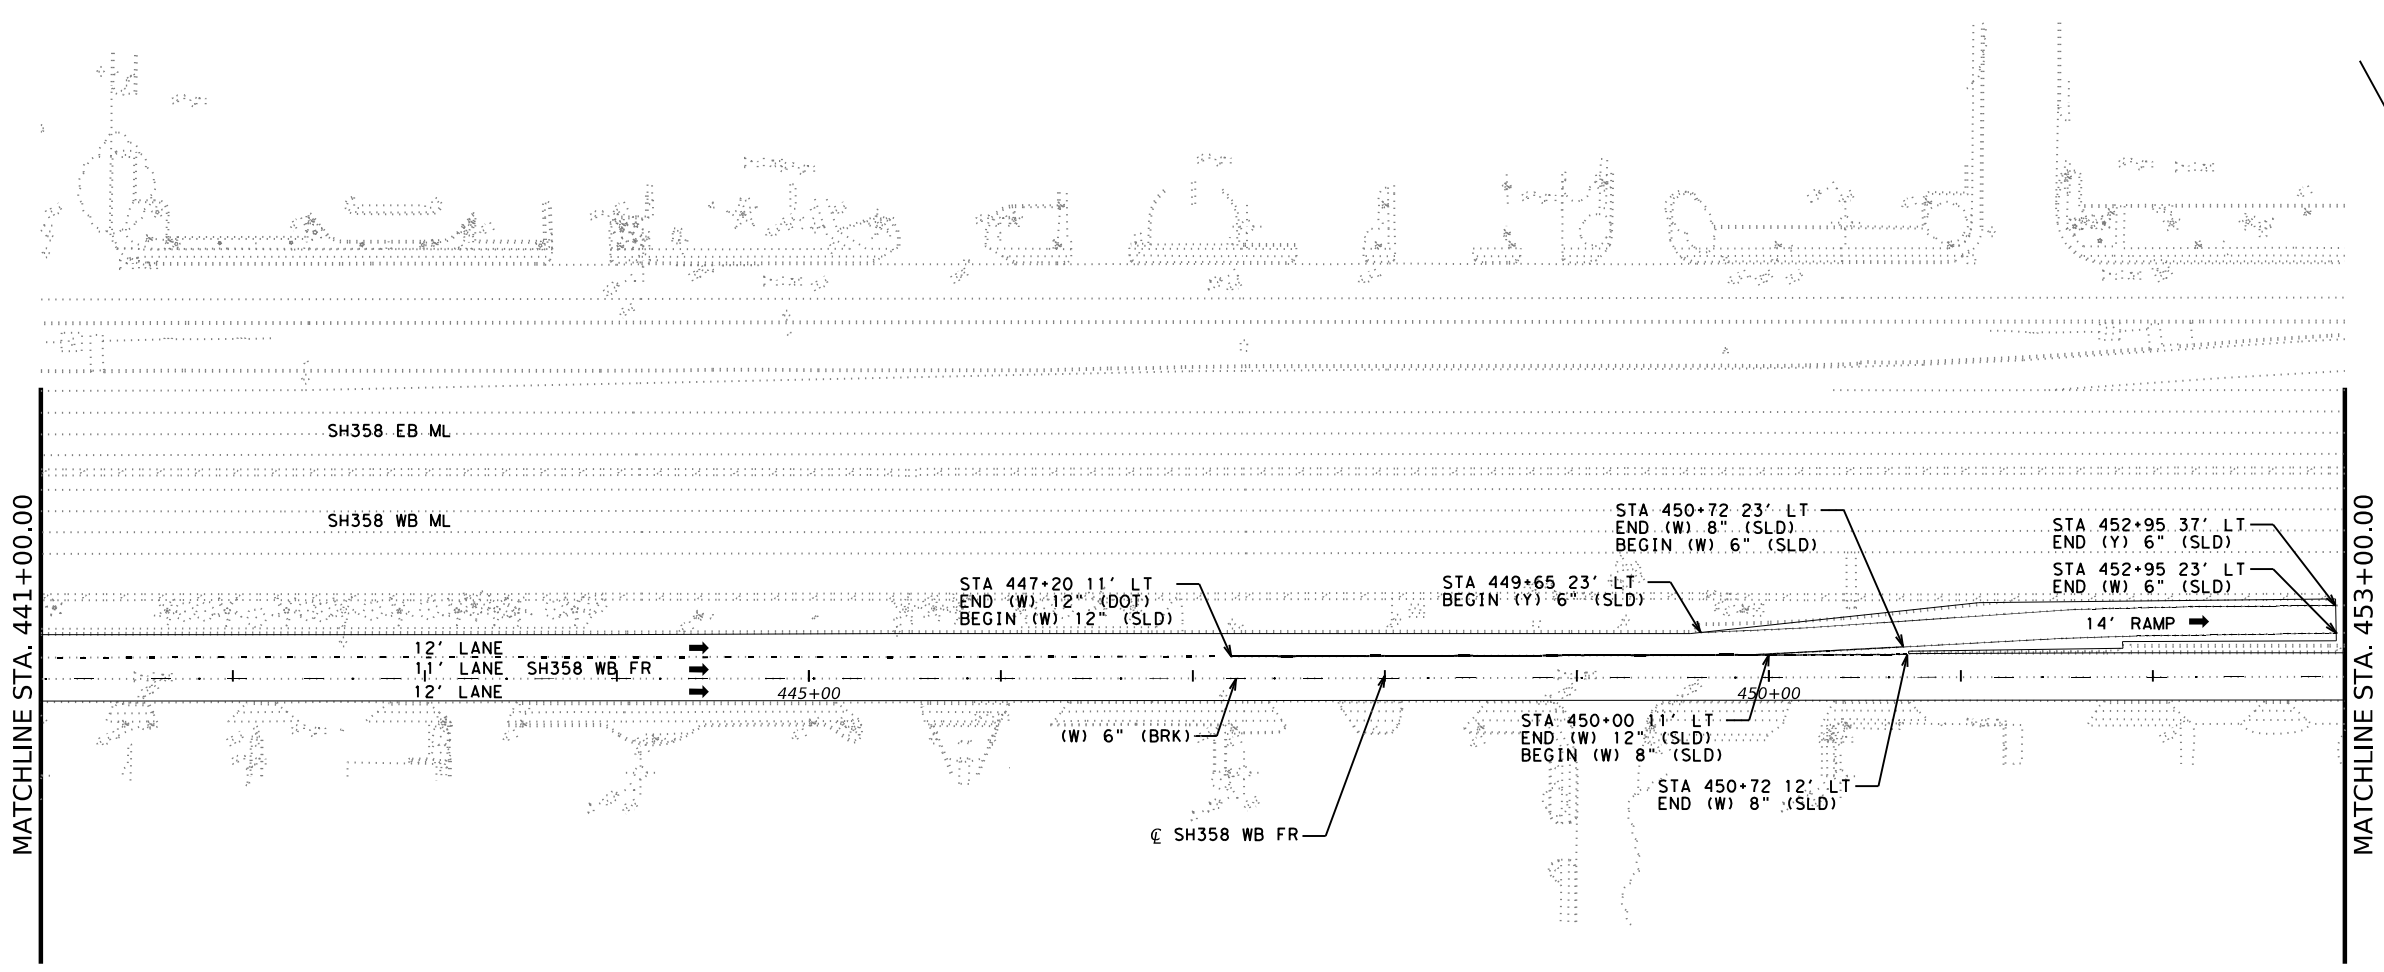 SH358 EB ML
SH358 WB ML
MATCHLINE STA. 441+00.00
STA 447+20 11' LT
END (W) 12" (DOT)
BEGIN (W) 12" (SLD)
STA 449+65 23' LT
BEGIN (Y) 6" (SLD)
STA 450+72 23' LT
END (W) 8" (SLD)
BEGIN (W) 6" (SLD)
STA 452+95 37' LT
END (Y) 6" (SLD)
STA 452+95 23' LT
END (W) 6" (SLD)
14' RAMP
12' LANE
11' LANE SH358 WB FR
12' LANE
445+00
450+00
(W) 6" (BRK)
STA 450+00 11' LT
END (W) 12" (SLD)
BEGIN (W) 8" (SLD)
STA 450+72 12' LT
END (W) 8" (SLD)
℄ SH358 WB FR
MATCHLINE STA. 453+00.00